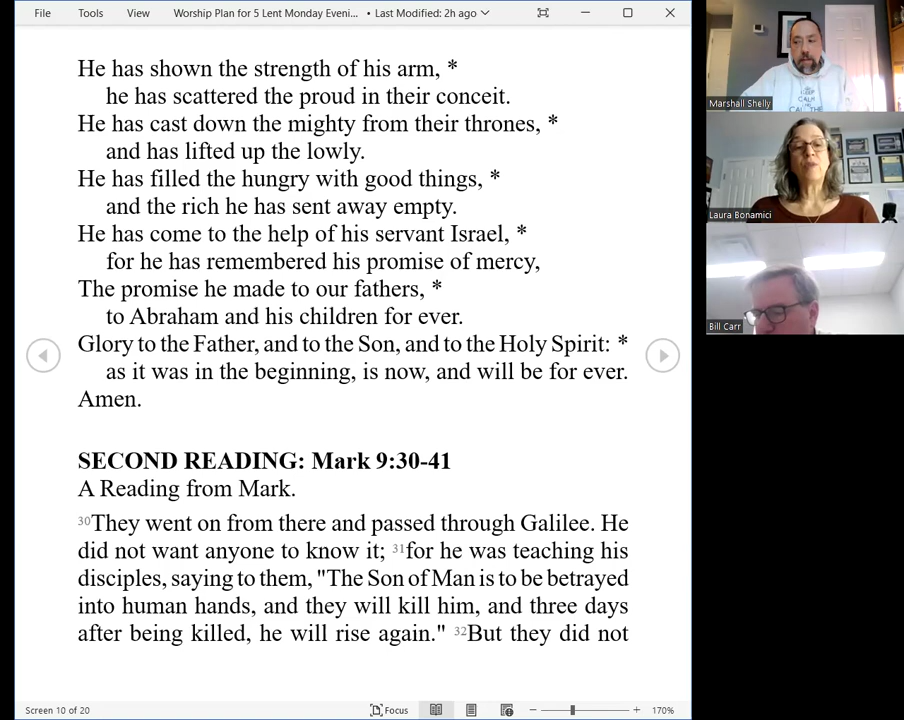 File Tools View Worship Plan for 5 Lent Monday Eveni... • Last Modified: 2h ago
He has shown the strength of his arm, *
he has scattered the proud in their conceit.
He has cast down the mighty from their thrones, *
and has lifted up the lowly.
He has filled the hungry with good things, *
and the rich he has sent away empty.
He has come to the help of his servant Israel, *
for he has remembered his promise of mercy,
The promise he made to our fathers, *
to Abraham and his children for ever.
Glory to the Father, and to the Son, and to the Holy Spirit: *
as it was in the beginning, is now, and will be for ever.
Amen.
SECOND READING: Mark 9:30-41
A Reading from Mark.
30They went on from there and passed through Galilee. He
did not want anyone to know it; 31for he was teaching his
disciples, saying to them, "The Son of Man is to be betrayed
into human hands, and they will kill him, and three days
after being killed, he will rise again." 32But they did not
Screen 10 of 20 Focus 170%
KEEP
CALM
AND
CALL THE
Marshall Shelly
Laura Bonamici
Bill Carr